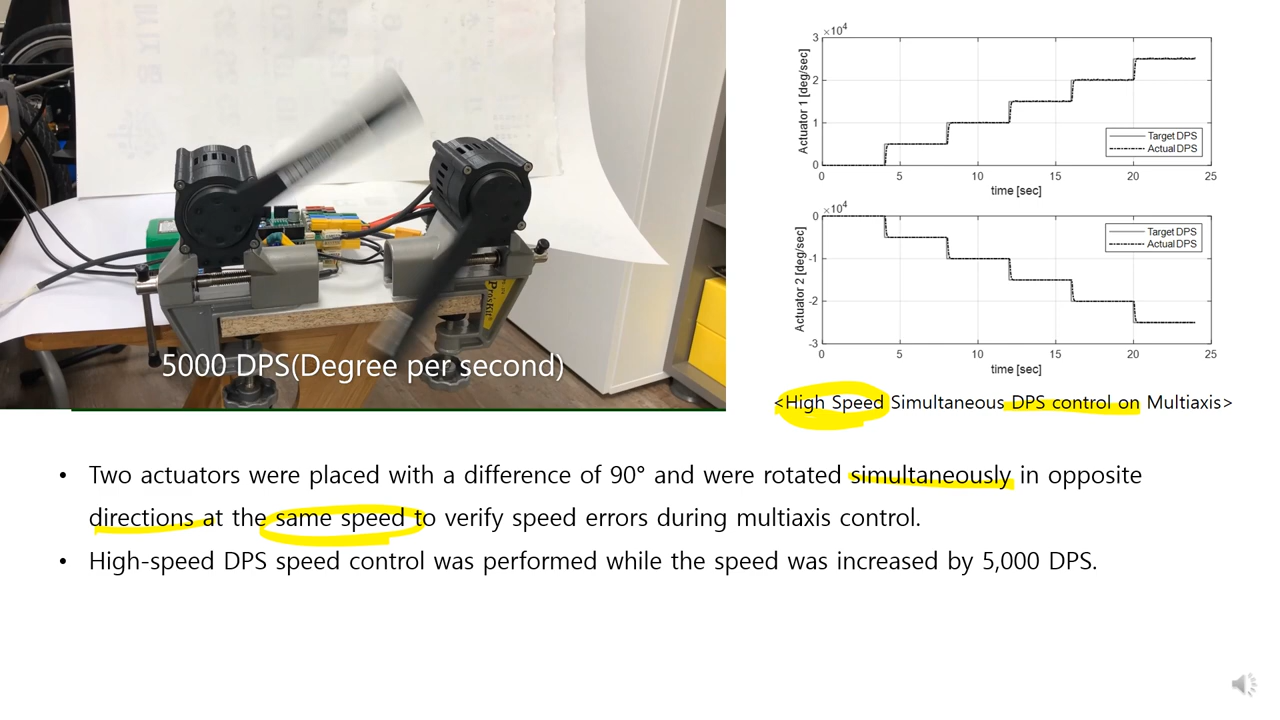 5000 DPS(Degree per second)
Pro'sKit
×10⁴
3
2
1
0
Actuator 1 [deg/sec]
Target DPS
Actual DPS
0 5 10 15 20 25
time [sec]
×10⁴
0
-1
-2
-3
Actuator 2 [deg/sec]
Target DPS
Actual DPS
0 5 10 15 20 25
time [sec]
<High Speed Simultaneous DPS control on Multiaxis>
• Two actuators were placed with a difference of 90° and were rotated simultaneously in opposite
directions at the same speed to verify speed errors during multiaxis control.
• High-speed DPS speed control was performed while the speed was increased by 5,000 DPS.